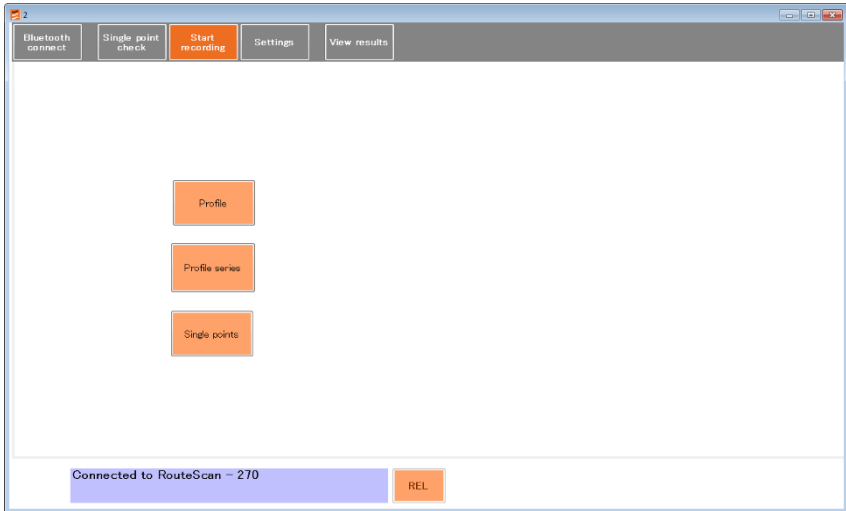 2
Bluetooth
connect
Single point
check
Start
recording
Settings
View results
Profile
Profile series
Single points
Connected to RouteScan - 270
REL